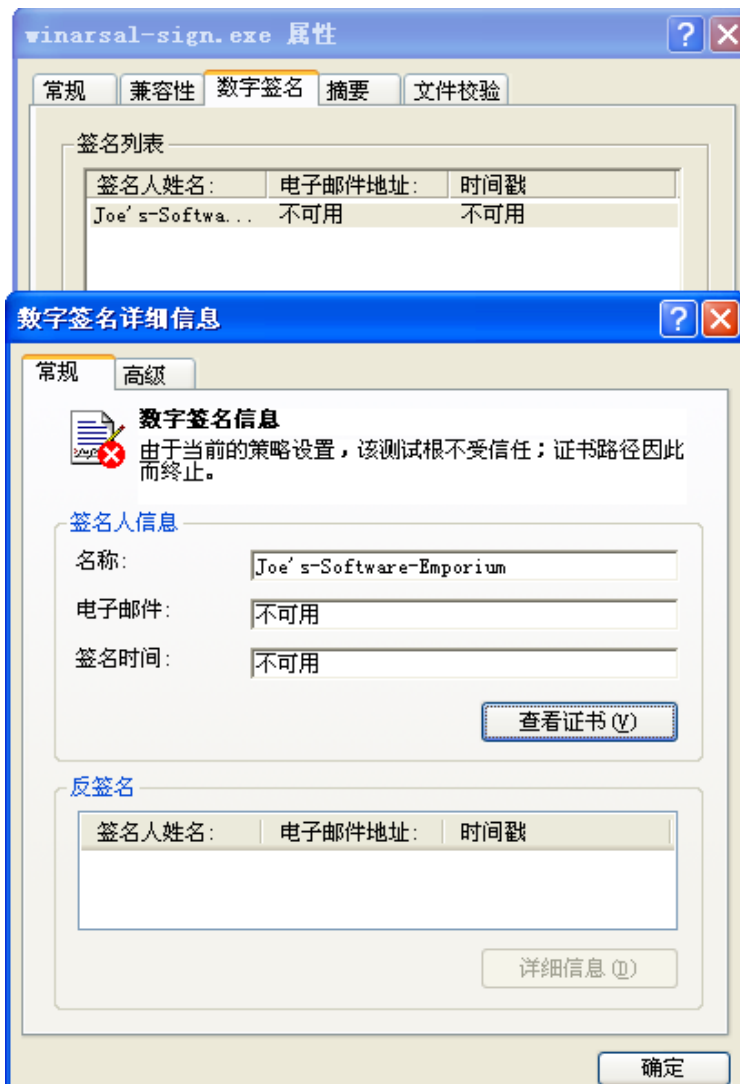 winarsal-sign.exe 属性
常规 兼容性 数字签名 摘要 文件校验
签名列表
签名人姓名: 电子邮件地址: 时间戳
Joe's-Softwa... 不可用 不可用
数字签名详细信息
常规 高级
数字签名信息
由于当前的策略设置，该测试根不受信任；证书路径因此
而终止。
签名人信息
名称: Joe's-Software-Emporium
电子邮件: 不可用
签名时间: 不可用
查看证书(V)
反签名
签名人姓名: 电子邮件地址: 时间戳
详细信息(D)
确定